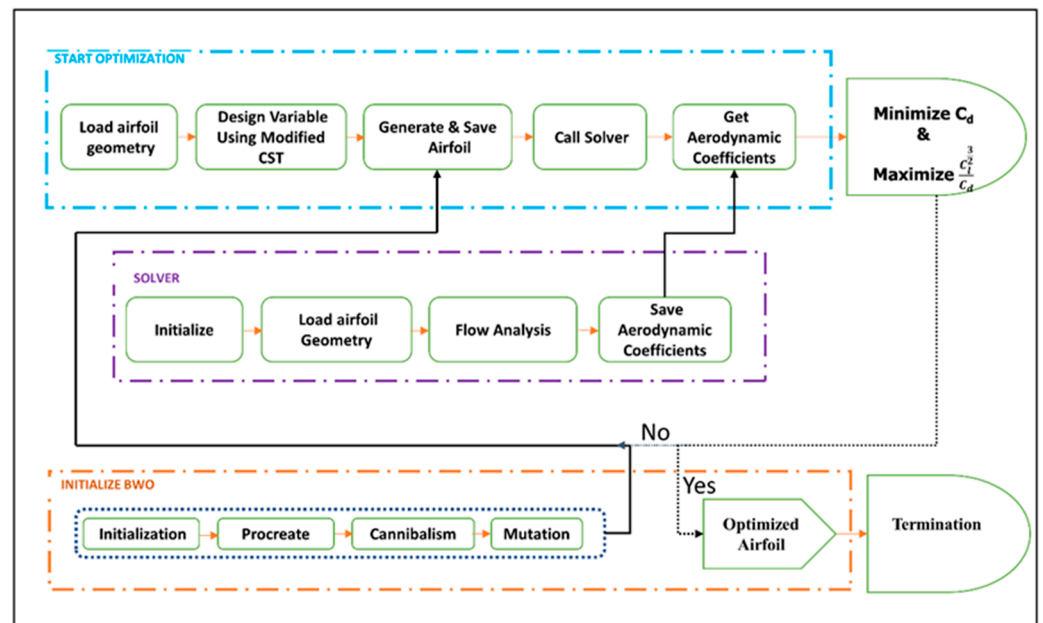 START OPTIMIZATION
Load airfoil
geometry
Design Variable
Using Modified
CST
Generate & Save
Airfoil
Call Solver
Get
Aerodynamic
Coefficients
Minimize C_d
&
Maximize C_l^(3/2)/C_d
SOLVER
Initialize
Load airfoil
Geometry
Flow Analysis
Save
Aerodynamic
Coefficients
No
Yes
INITIALIZE BWO
Initialization
Procreate
Cannibalism
Mutation
Optimized
Airfoil
Termination